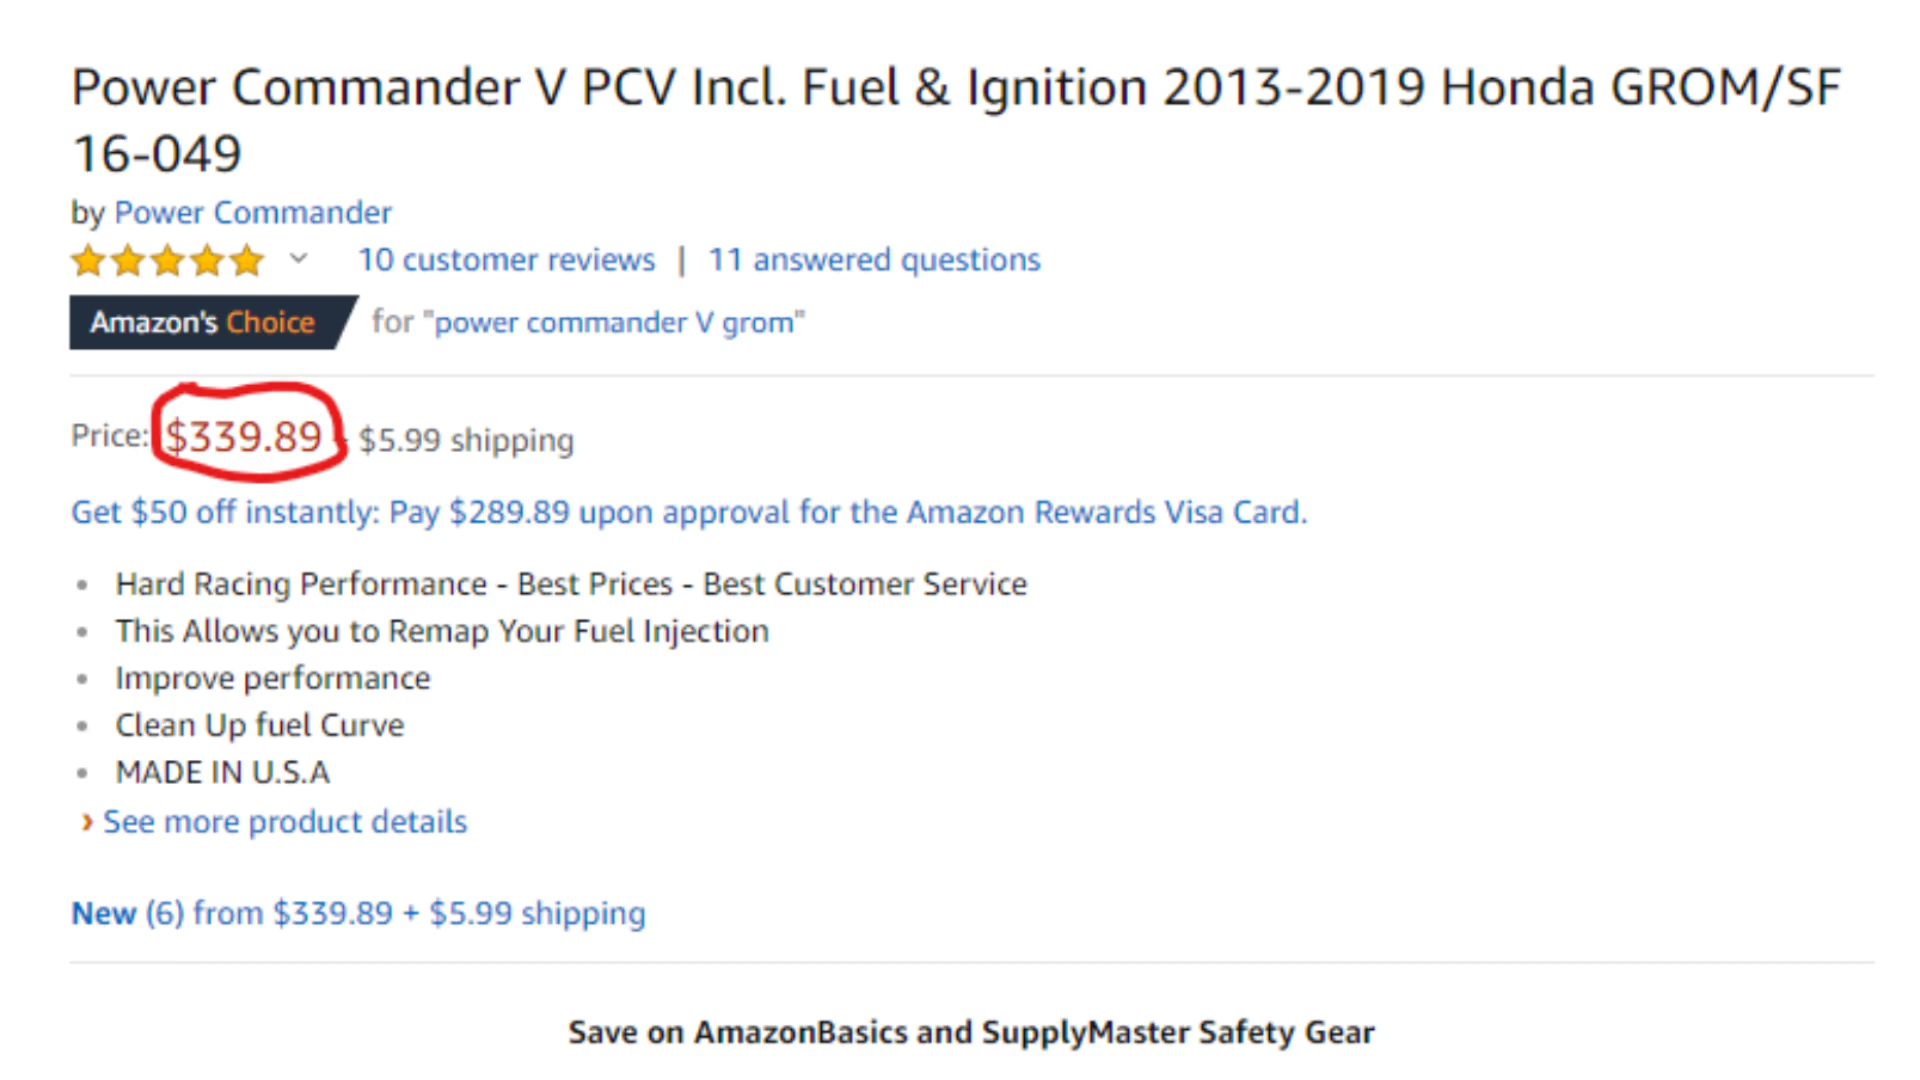 Power Commander V PCV Incl. Fuel & Ignition 2013-2019 Honda GROM/SF
16-049
by Power Commander
10 customer reviews | 11 answered questions
Amazon's Choice for "power commander V grom"
Price: $339.89 + $5.99 shipping
Get $50 off instantly: Pay $289.89 upon approval for the Amazon Rewards Visa Card.
• Hard Racing Performance - Best Prices - Best Customer Service
• This Allows you to Remap Your Fuel Injection
• Improve performance
• Clean Up fuel Curve
• MADE IN U.S.A
› See more product details
New (6) from $339.89 + $5.99 shipping
Save on AmazonBasics and SupplyMaster Safety Gear